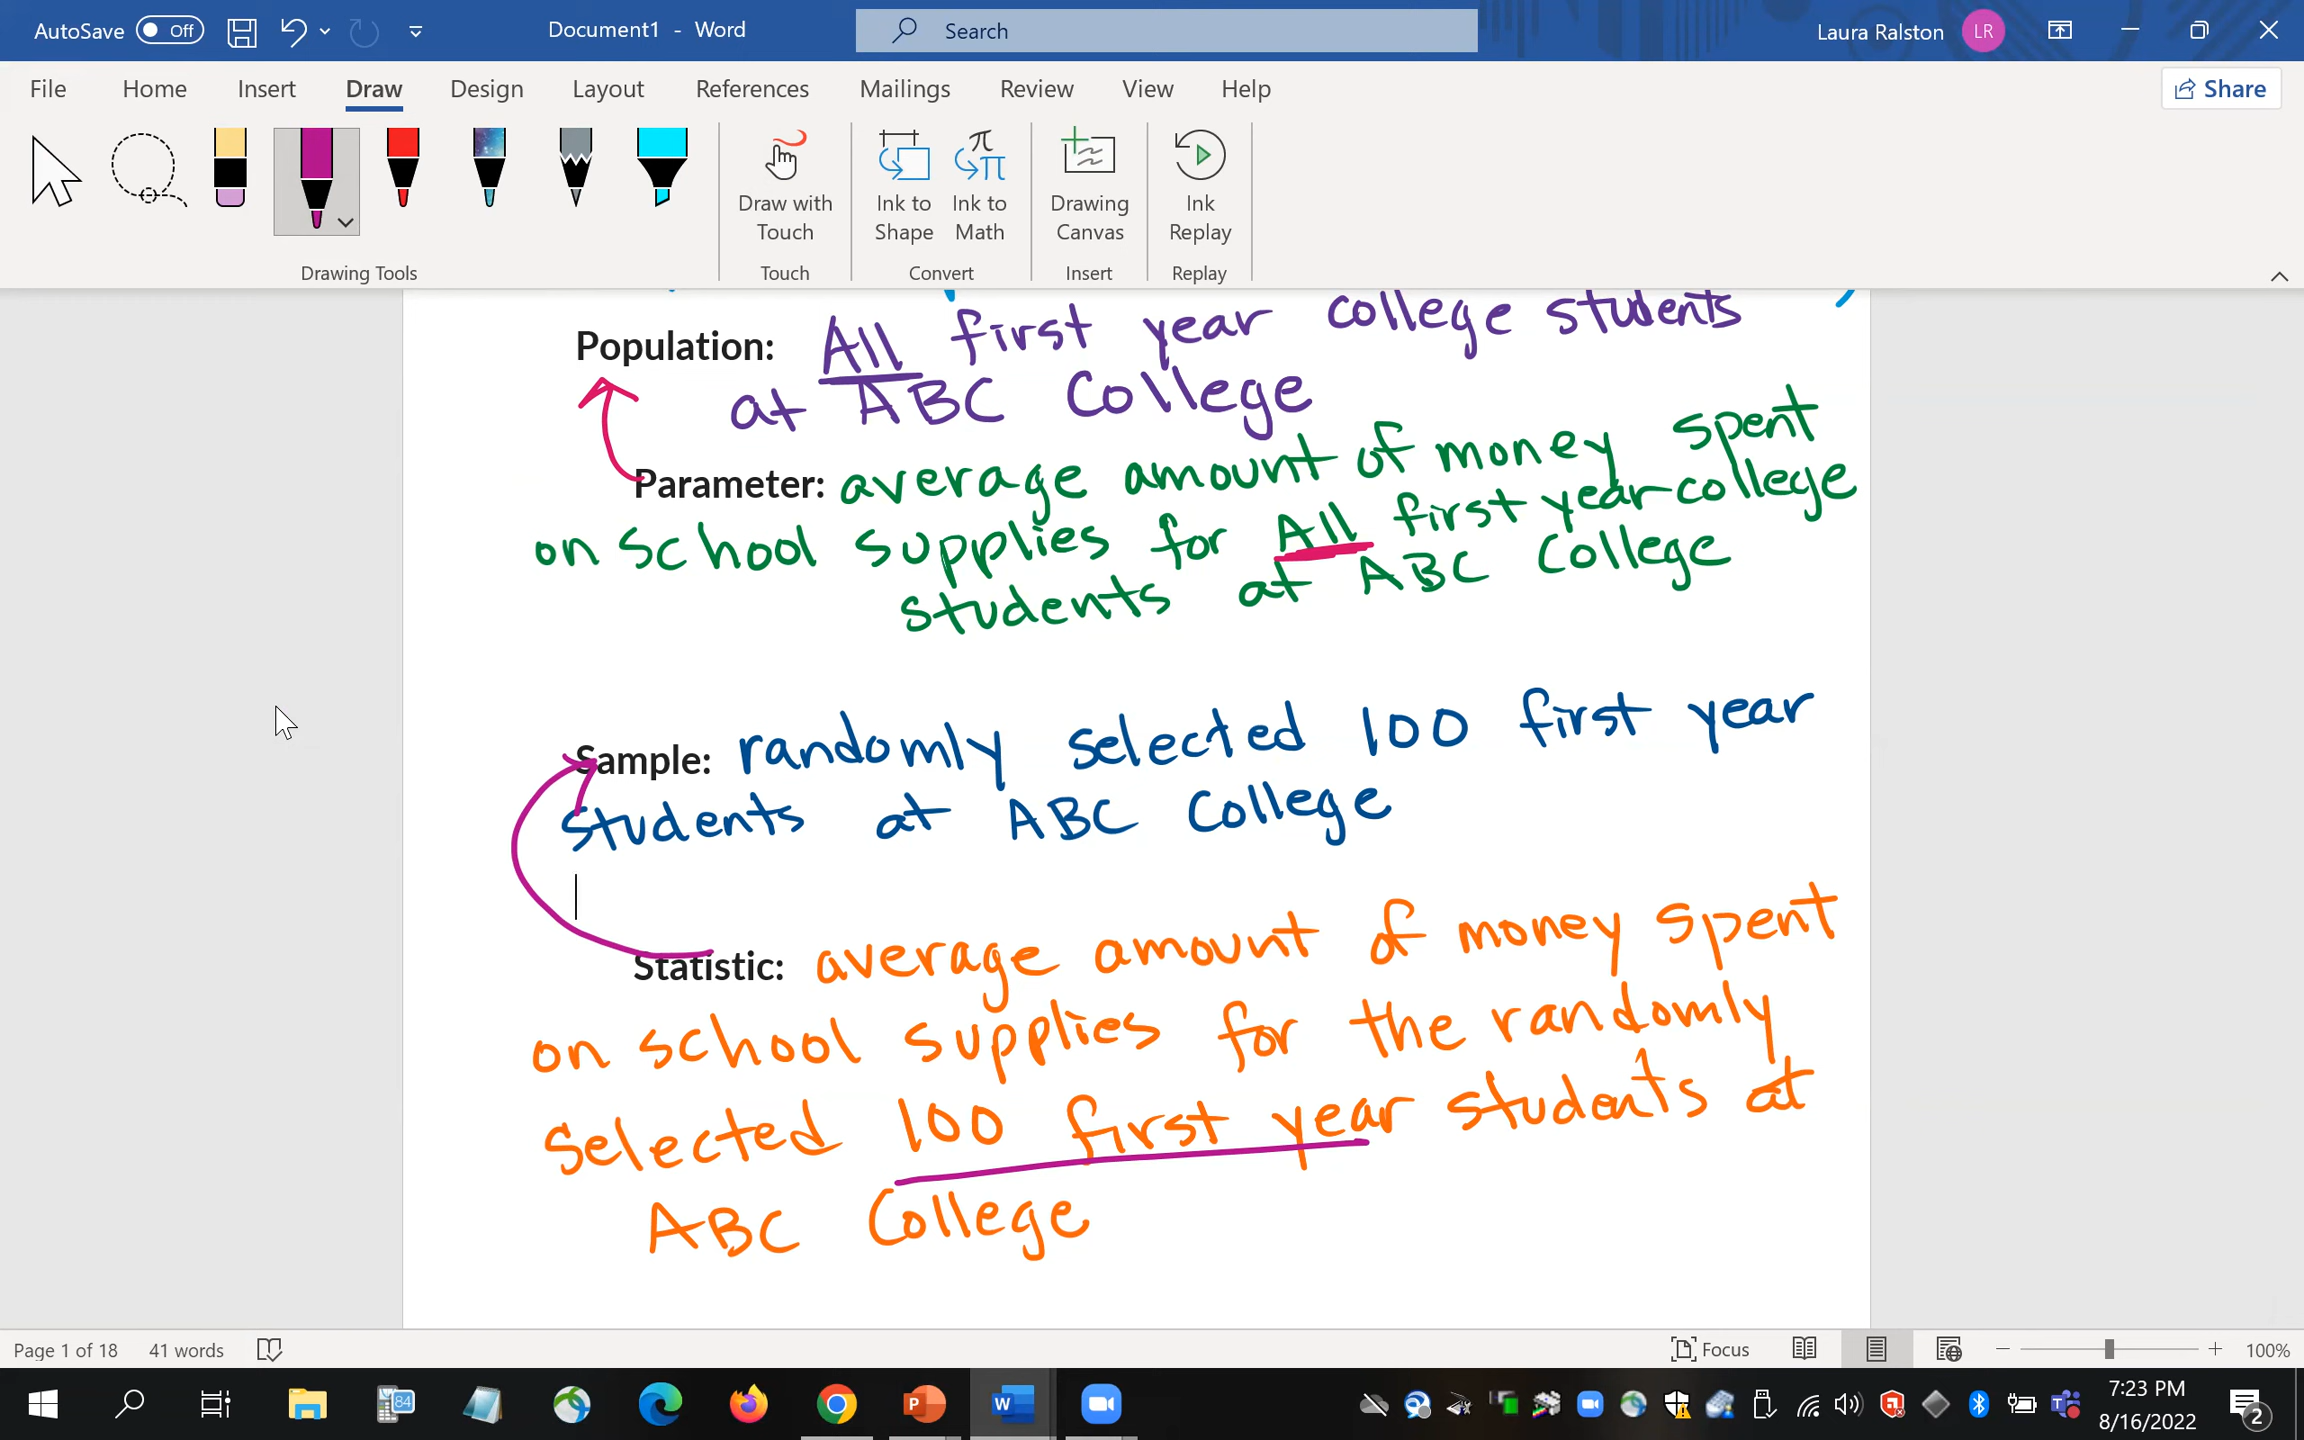 AutoSave Off Document1 - Word Search Laura Ralston LR
File Home Insert Draw Design Layout References Mailings Review View Help Share
Draw with Touch
Ink to Shape
Ink to Math
Drawing Canvas
Ink Replay
Drawing Tools Touch Convert Insert Replay
Population: All first year college students
at ABC College
Parameter: average amount of money spent
on school supplies for All first year college
students at ABC College
Sample: randomly selected 100 first year
students at ABC College
Statistic: average amount of money spent
on school supplies for the randomly
selected 100 first year students at
ABC College
Page 1 of 18 41 words Focus 100%
84
7:23 PM
8/16/2022
2